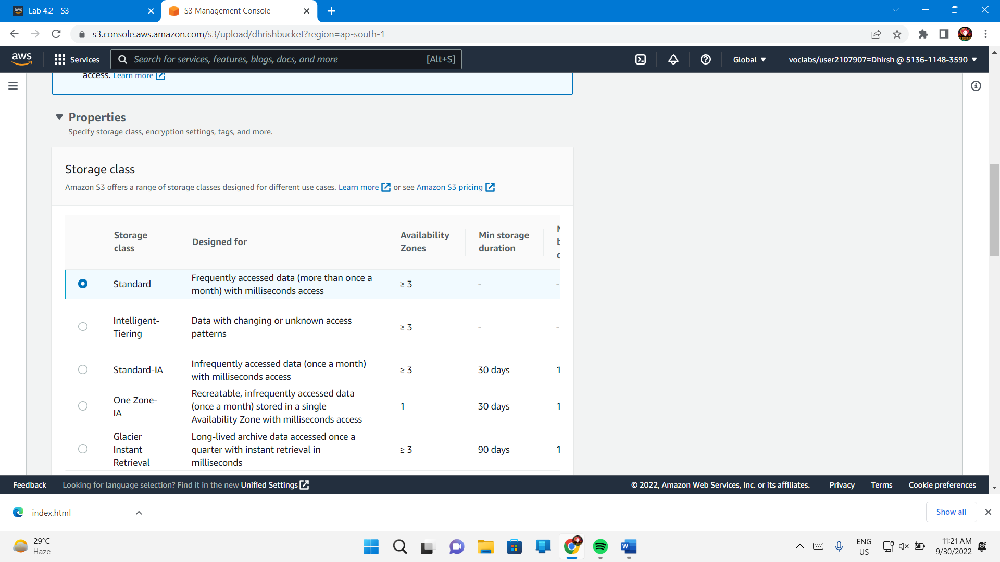 aws Lab 4.2 - S3
S3 Management Console
s3.console.aws.amazon.com/s3/upload/dhrishbucket?region=ap-south-1
aws
Services
Search for services, features, blogs, docs, and more [Alt+S]
Global
voclabs/user2107907=Dhirsh @ 5136-1148-3590
access. Learn more
Properties
Specify storage class, encryption settings, tags, and more.
Storage class
Amazon S3 offers a range of storage classes designed for different use cases. Learn more or see Amazon S3 pricing
Storage
class
Designed for
Availability
Zones
Min storage
duration
Standard
Frequently accessed data (more than once a
month) with milliseconds access
≥ 3
-
-
Intelligent-
Tiering
Data with changing or unknown access
patterns
≥ 3
-
-
Standard-IA
Infrequently accessed data (once a month)
with milliseconds access
≥ 3
30 days
1
One Zone-
IA
Recreatable, infrequently accessed data
(once a month) stored in a single
Availability Zone with milliseconds access
1
30 days
1
Glacier
Instant
Retrieval
Long-lived archive data accessed once a
quarter with instant retrieval in
milliseconds
≥ 3
90 days
1
Feedback
Looking for language selection? Find it in the new Unified Settings
© 2022, Amazon Web Services, Inc. or its affiliates.
Privacy
Terms
Cookie preferences
index.html
Show all
29°C
Haze
ENG
US
11:21 AM
9/30/2022